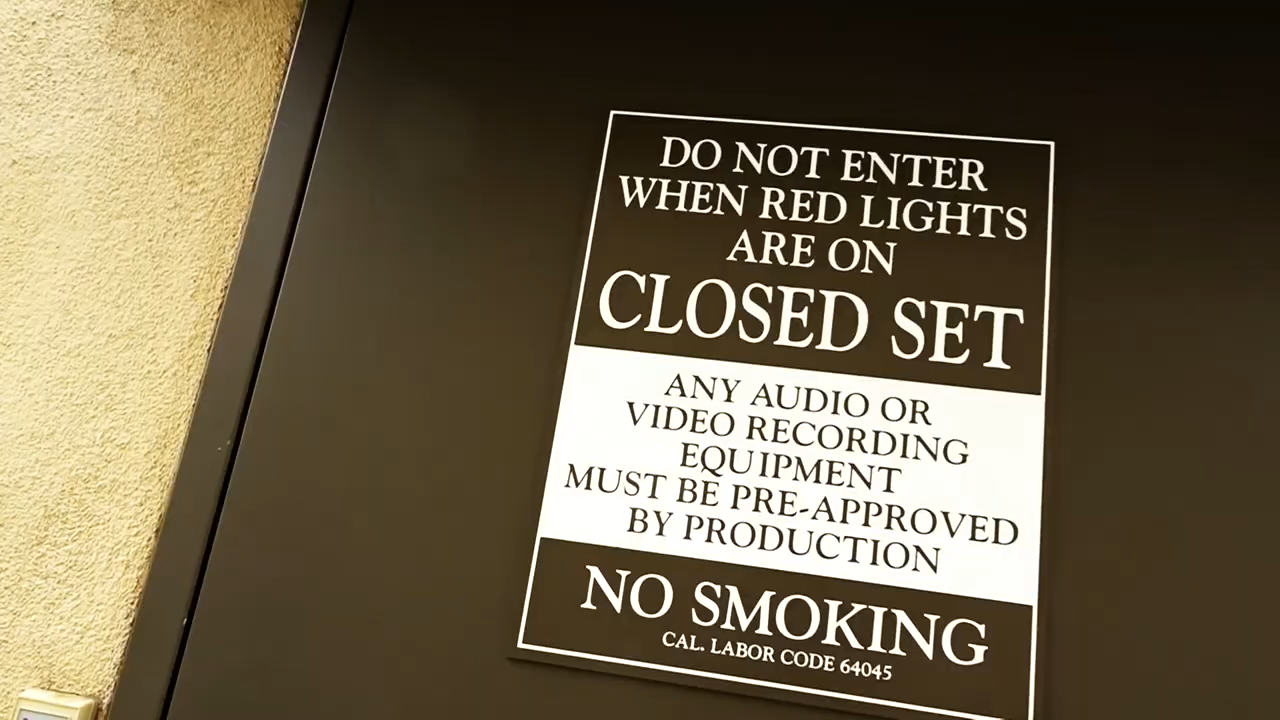 DO NOT ENTER
WHEN RED LIGHTS
ARE ON
CLOSED SET
ANY AUDIO OR
VIDEO RECORDING
EQUIPMENT
MUST BE PRE-APPROVED
BY PRODUCTION
NO SMOKING
CAL. LABOR CODE 64045